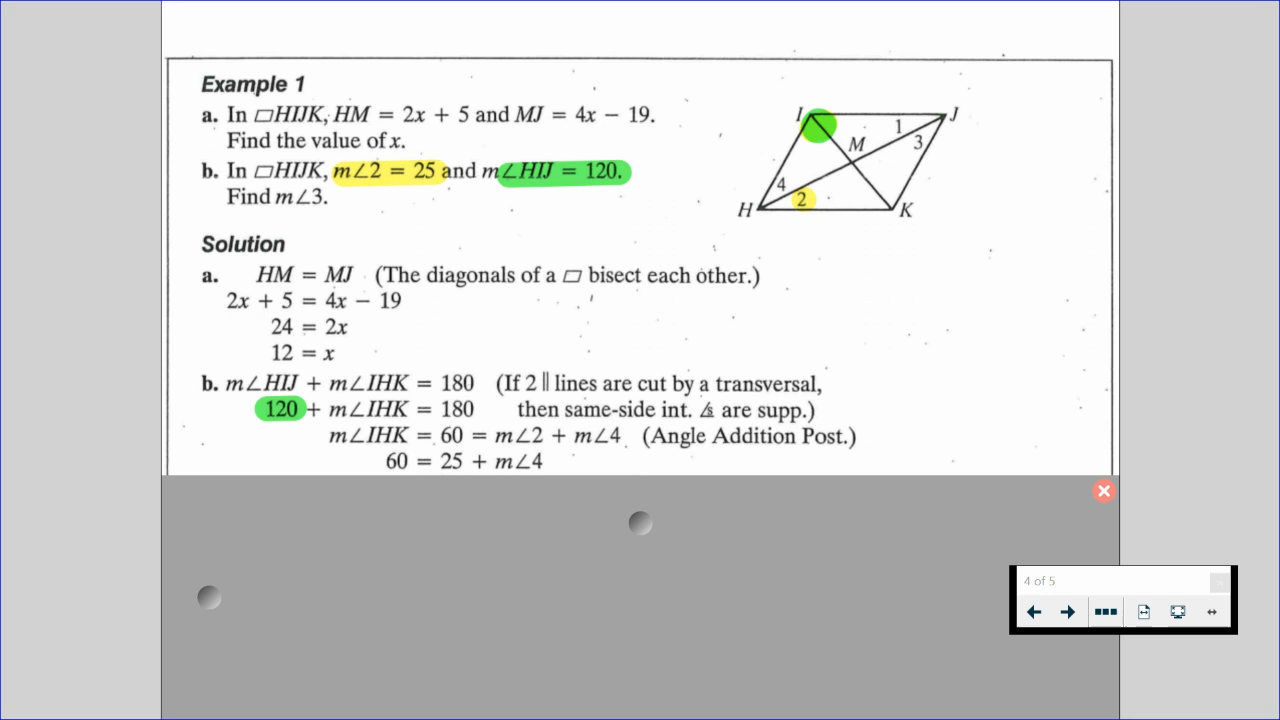 Example 1
a. In ▱HIJK, HM = 2x + 5 and MJ = 4x − 19.
Find the value of x.
b. In ▱HIJK, m∠2 = 25 and m∠HIJ = 120.
Find m∠3.
I
J
1
M
3
4
2
H
K
Solution
a. HM = MJ (The diagonals of a ▱ bisect each other.)
2x + 5 = 4x − 19
24 = 2x
12 = x
b. m∠HIJ + m∠IHK = 180 (If 2 ∥ lines are cut by a transversal,
120 + m∠IHK = 180 then same-side int. ∠s are supp.)
m∠IHK = 60 = m∠2 + m∠4 (Angle Addition Post.)
60 = 25 + m∠4
4 of 5